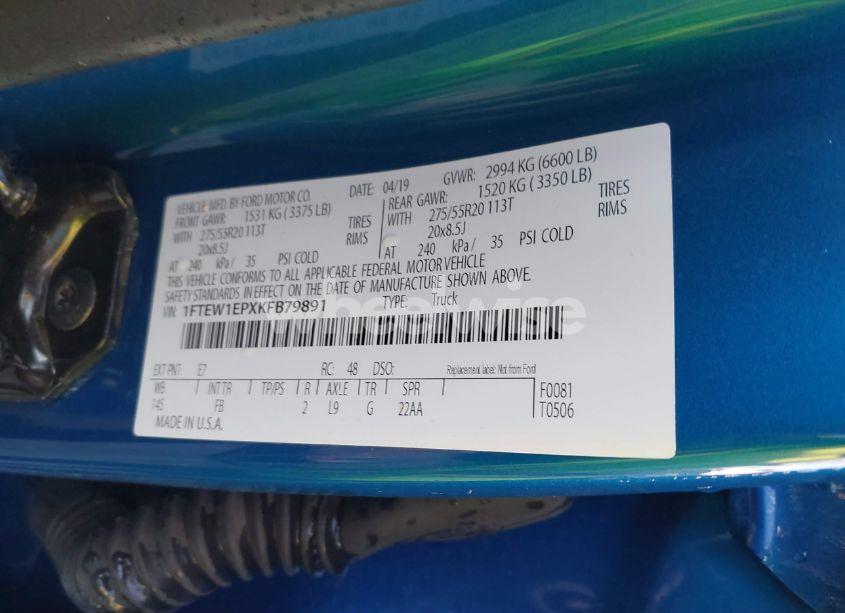 VEHICLE MFD. BY FORD MOTOR CO. DATE: 04/19 GVWR: 2994 KG (6600 LB)
FRONT GAWR: 1531 KG ( 3375 LB) REAR GAWR: 1520 KG ( 3350 LB)
WITH 275/55R20 113T TIRES WITH 275/55R20 113T TIRES
20x8.5J RIMS 20x8.5J RIMS
AT 240 kPa / 35 PSI COLD AT 240 kPa / 35 PSI COLD
THIS VEHICLE CONFORMS TO ALL APPLICABLE FEDERAL MOTOR VEHICLE
SAFETY STANDARDS IN EFFECT ON THE DATE OF MANUFACTURE SHOWN ABOVE.
VIN: 1FTEW1EPXKFB79891 TYPE: Truck
wheelwise
EXT PNT: E7 RC: 48 DSO: Replacement label: Not from Ford
WB INT TR TP/PS R AXLE TR SPR F0081
145 FB 2 L9 G 22AA T0506
MADE IN U.S.A.